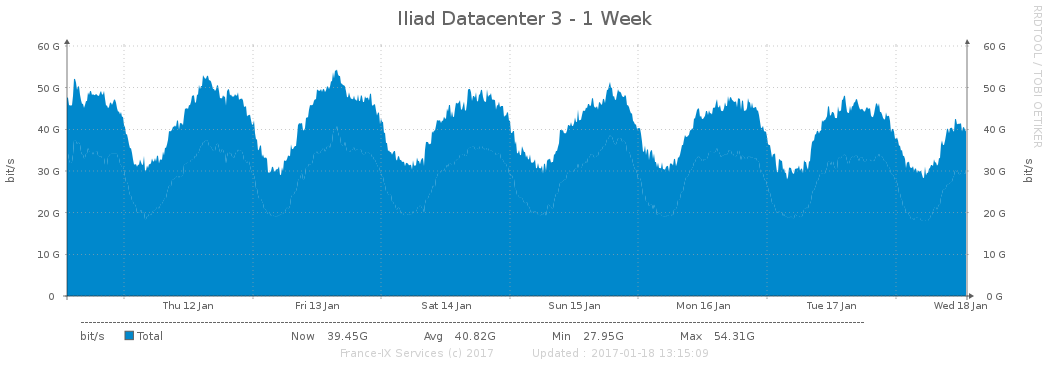 Iliad Datacenter 3 - 1 Week
RRDTOOL / TOBI OETIKER
60 G 60 G
50 G 50 G
40 G 40 G
30 G 30 G
20 G 20 G
10 G 10 G
0 0 G
bit/s bit/s
Thu 12 Jan Fri 13 Jan Sat 14 Jan Sun 15 Jan Mon 16 Jan Tue 17 Jan Wed 18 Jan
bit/s Total Now 39.45G Avg 40.82G Min 27.95G Max 54.31G
France-IX Services (c) 2017 Updated : 2017-01-18 13:15:09